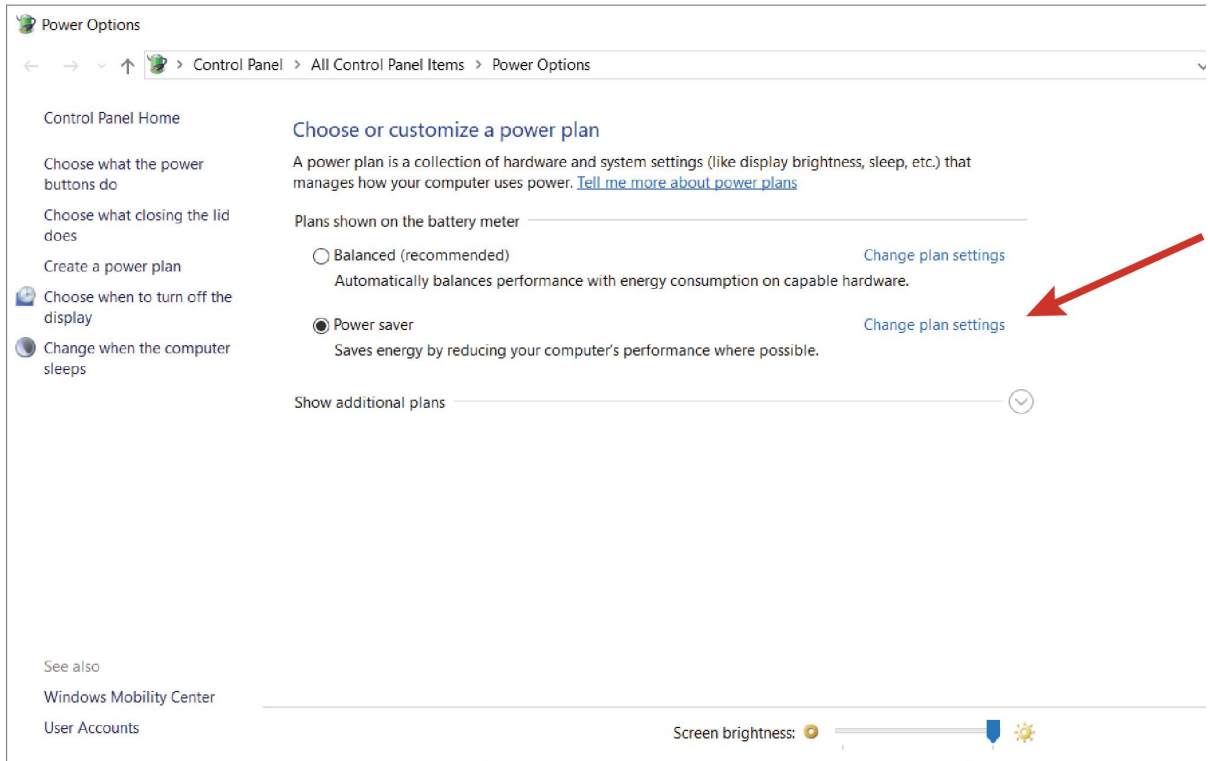 Power Options
Control Panel > All Control Panel Items > Power Options
Control Panel Home
Choose what the power
buttons do
Choose what closing the lid
does
Create a power plan
Choose when to turn off the
display
Change when the computer
sleeps
Choose or customize a power plan
A power plan is a collection of hardware and system settings (like display brightness, sleep, etc.) that
manages how your computer uses power. Tell me more about power plans
Plans shown on the battery meter
Balanced (recommended) Change plan settings
Automatically balances performance with energy consumption on capable hardware.
Power saver Change plan settings
Saves energy by reducing your computer's performance where possible.
Show additional plans
See also
Windows Mobility Center
User Accounts
Screen brightness: